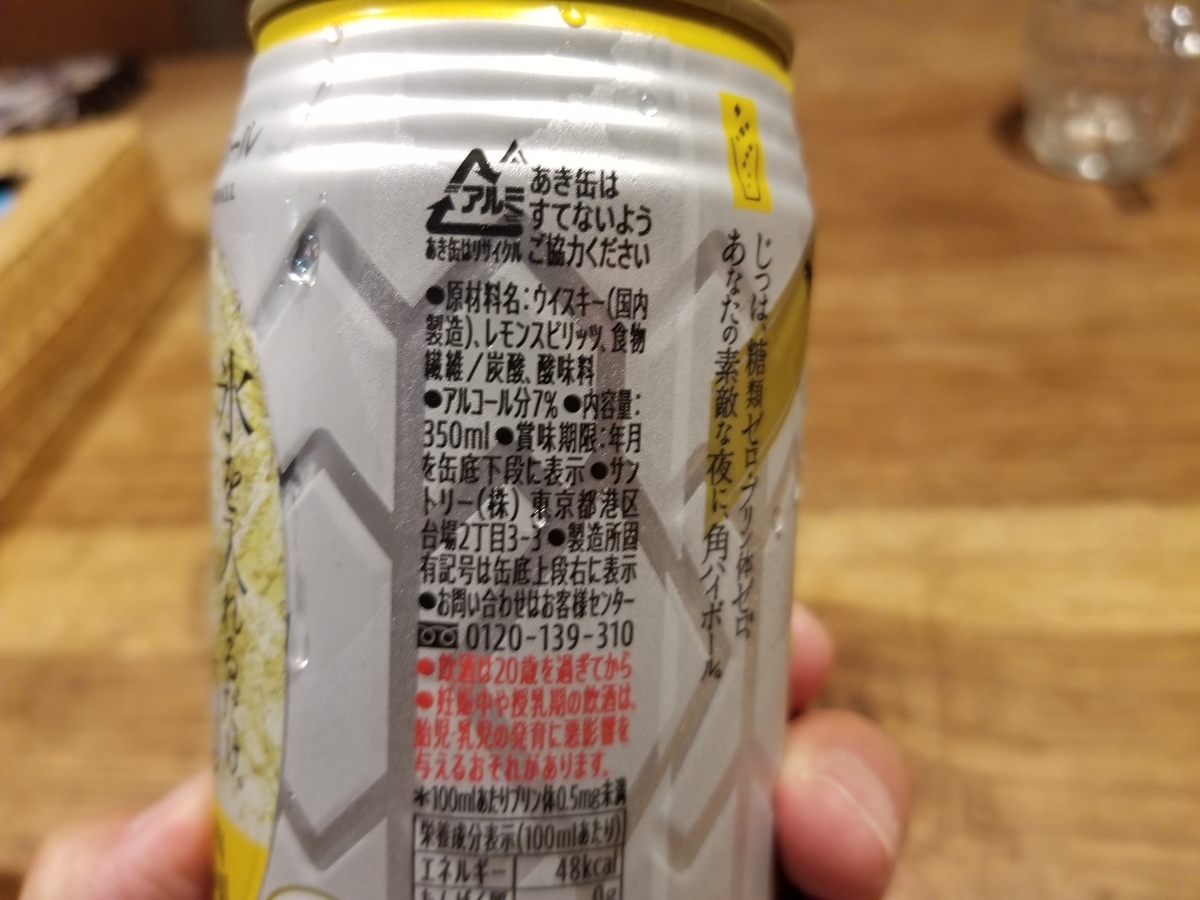 アルミ
あき缶はリサイクル
あき缶は
すてないよう
ご協力ください
●原材料名：ウイスキー(国内
製造)、レモンスピリッツ、食物
繊維／炭酸、酸味料
●アルコール分7% ●内容量：
350ml ●賞味期限：年月
を缶底下段に表示 ●サン
トリー(株) 東京都港区
台場2丁目3-3 ●製造所固
有記号は缶底上段右に表示
●お問い合わせはお客様センター
0120-139-310
●飲酒は20歳を過ぎてから
●妊娠中や授乳期の飲酒は、
胎児・乳児の発育に悪影響を
与えるおそれがあります。
＊100mlあたりプリン体0.5mg未満
栄養成分表示(100mlあたり)
エネルギー 48kcal
たんぱく質 0g
じつは、糖類ゼロ・プリン体ゼロ。
あなたの素敵な夜に、角ハイボール。
氷を入れるだけ。
ール